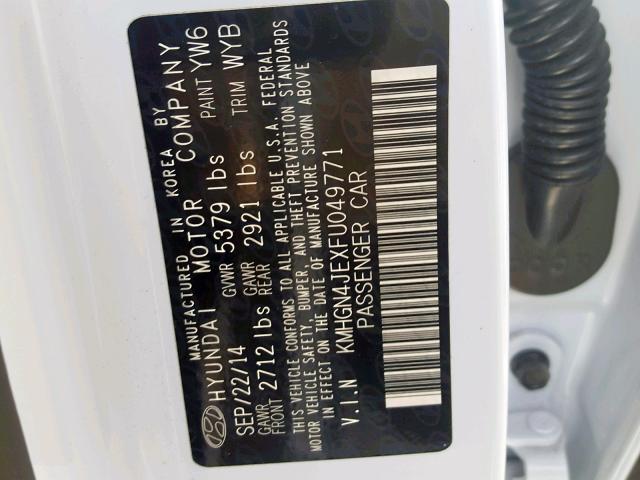 MANUFACTURED IN KOREA BY
HYUNDAI MOTOR COMPANY
SEP/22/14 GVWR 5379 lbs PAINT YW6
GAWR FRONT 2712 lbs GAWR REAR 2921 lbs TRIM WYB
THIS VEHICLE CONFORMS TO ALL APPLICABLE U.S.A. FEDERAL
MOTOR VEHICLE SAFETY, BUMPER, AND THEFT PREVENTION STANDARDS
IN EFFECT ON THE DATE OF MANUFACTURE SHOWN ABOVE
V.I.N KMHGN4JEXFU049771
PASSENGER CAR